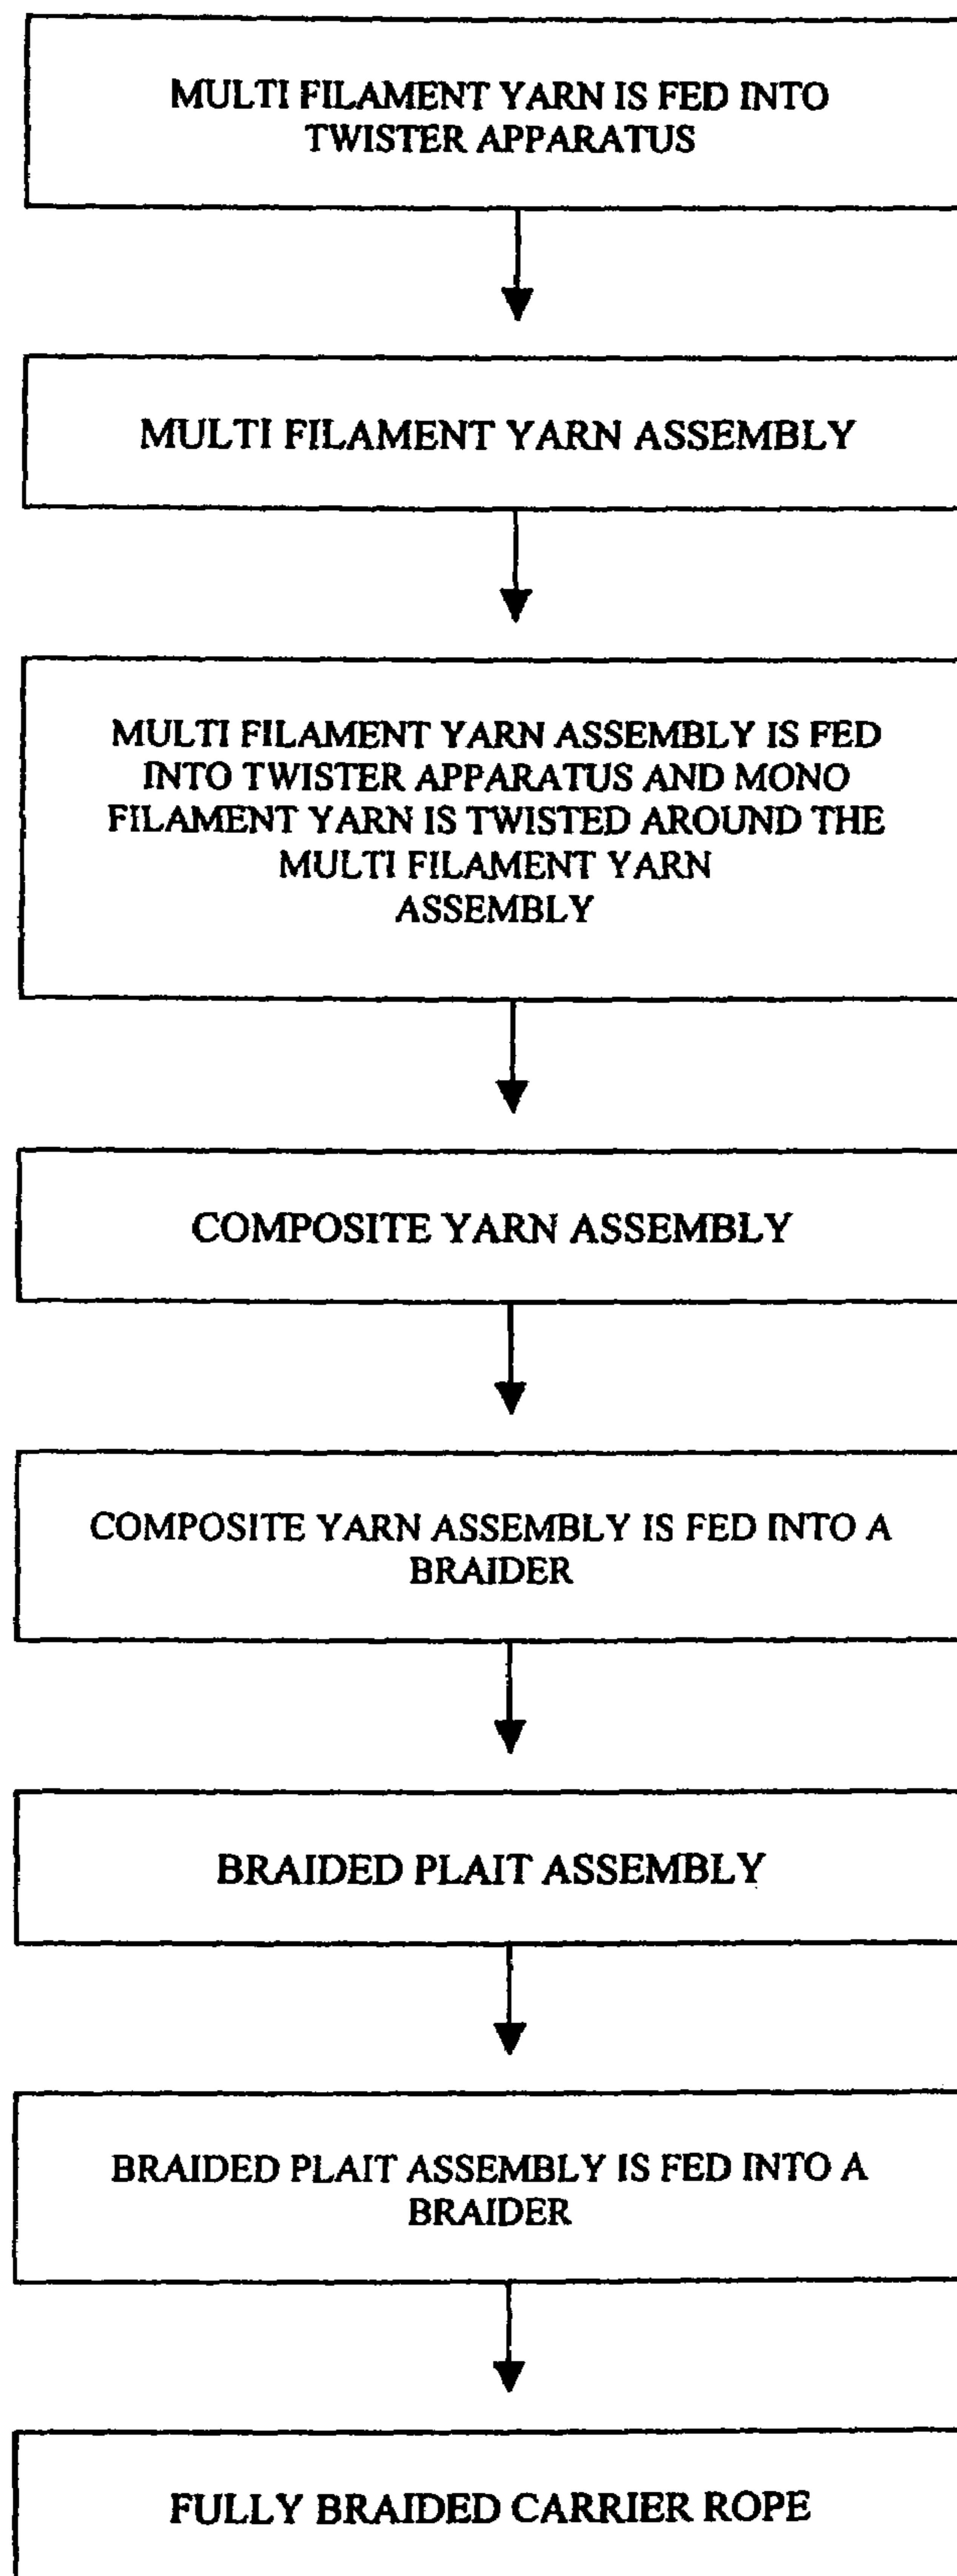 MULTI FILAMENT YARN IS FED INTO
TWISTER APPARATUS
MULTI FILAMENT YARN ASSEMBLY
MULTI FILAMENT YARN ASSEMBLY IS FED
INTO TWISTER APPARATUS AND MONO
FILAMENT YARN IS TWISTED AROUND THE
MULTI FILAMENT YARN
ASSEMBLY
COMPOSITE YARN ASSEMBLY
COMPOSITE YARN ASSEMBLY IS FED INTO A
BRAIDER
BRAIDED PLAIT ASSEMBLY
BRAIDED PLAIT ASSEMBLY IS FED INTO A
BRAIDER
FULLY BRAIDED CARRIER ROPE